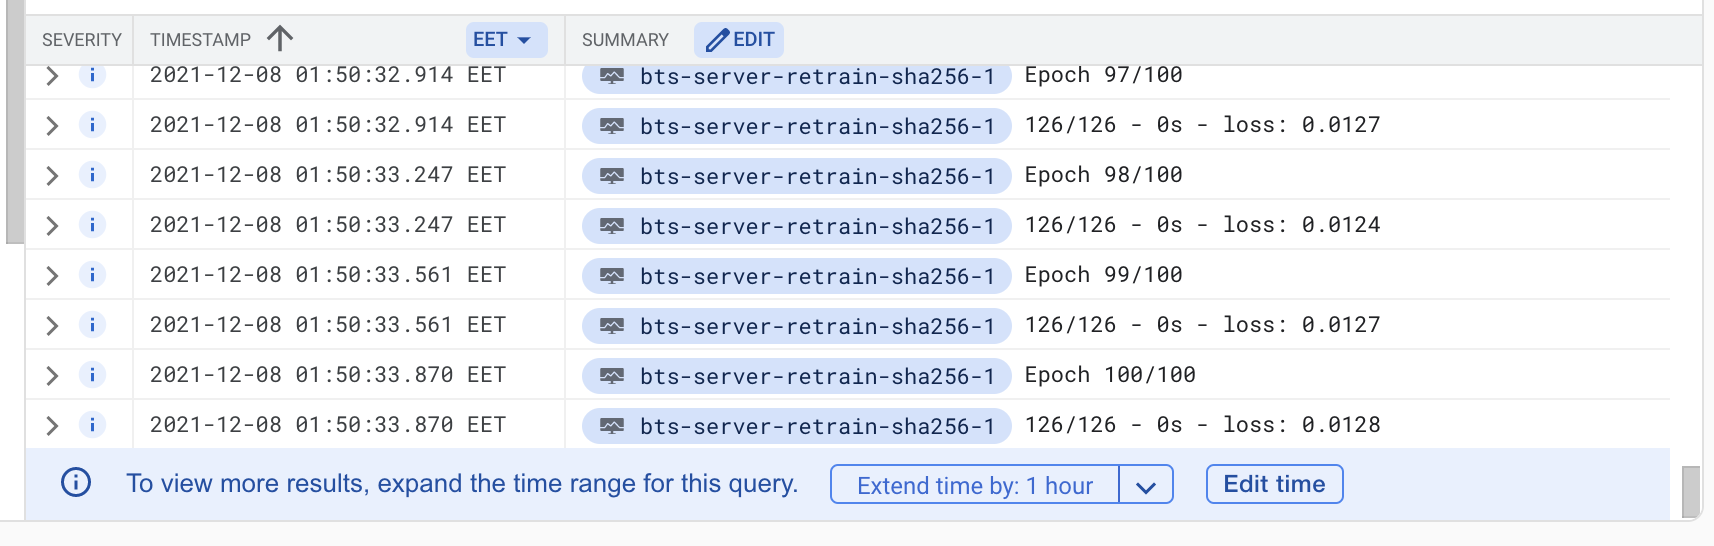 SEVERITY TIMESTAMP EET SUMMARY EDIT
2021-12-08 01:50:32.914 EET bts-server-retrain-sha256-1 Epoch 97/100
2021-12-08 01:50:32.914 EET bts-server-retrain-sha256-1 126/126 - 0s - loss: 0.0127
2021-12-08 01:50:33.247 EET bts-server-retrain-sha256-1 Epoch 98/100
2021-12-08 01:50:33.247 EET bts-server-retrain-sha256-1 126/126 - 0s - loss: 0.0124
2021-12-08 01:50:33.561 EET bts-server-retrain-sha256-1 Epoch 99/100
2021-12-08 01:50:33.561 EET bts-server-retrain-sha256-1 126/126 - 0s - loss: 0.0127
2021-12-08 01:50:33.870 EET bts-server-retrain-sha256-1 Epoch 100/100
2021-12-08 01:50:33.870 EET bts-server-retrain-sha256-1 126/126 - 0s - loss: 0.0128
To view more results, expand the time range for this query. Extend time by: 1 hour Edit time